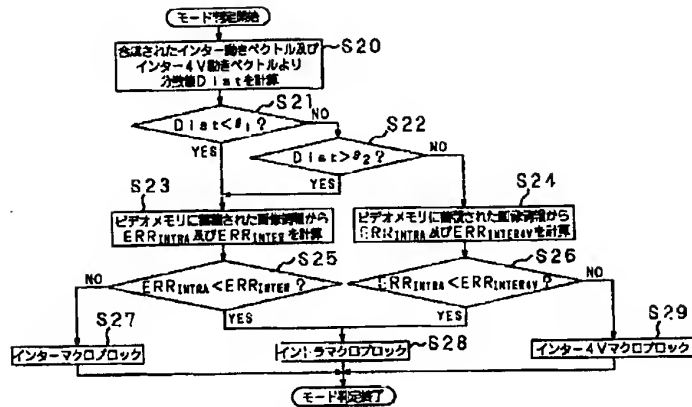 モード判定開始
S20
合成されたインター動きベクトル及び
インター4V動きベクトルより
分散値Distを計算
S21
Dist<s1?
NO
S22
YES
Dist>s2?
NO
YES
S23
S24
ビデオメモリに蓄積された画像情報から
ERRINTRA及びERRINTERを計算
ビデオメモリに蓄積された画像情報から
ERRINTRA及びERRINTER4Vを計算
S25
S26
NO
ERRINTRA<ERRINTER?
ERRINTRA<ERRINTER4V?
NO
YES
YES
S27
S28
S29
インターマクロブロック
イントラマクロブロック
インター4Vマクロブロック
モード判定終了